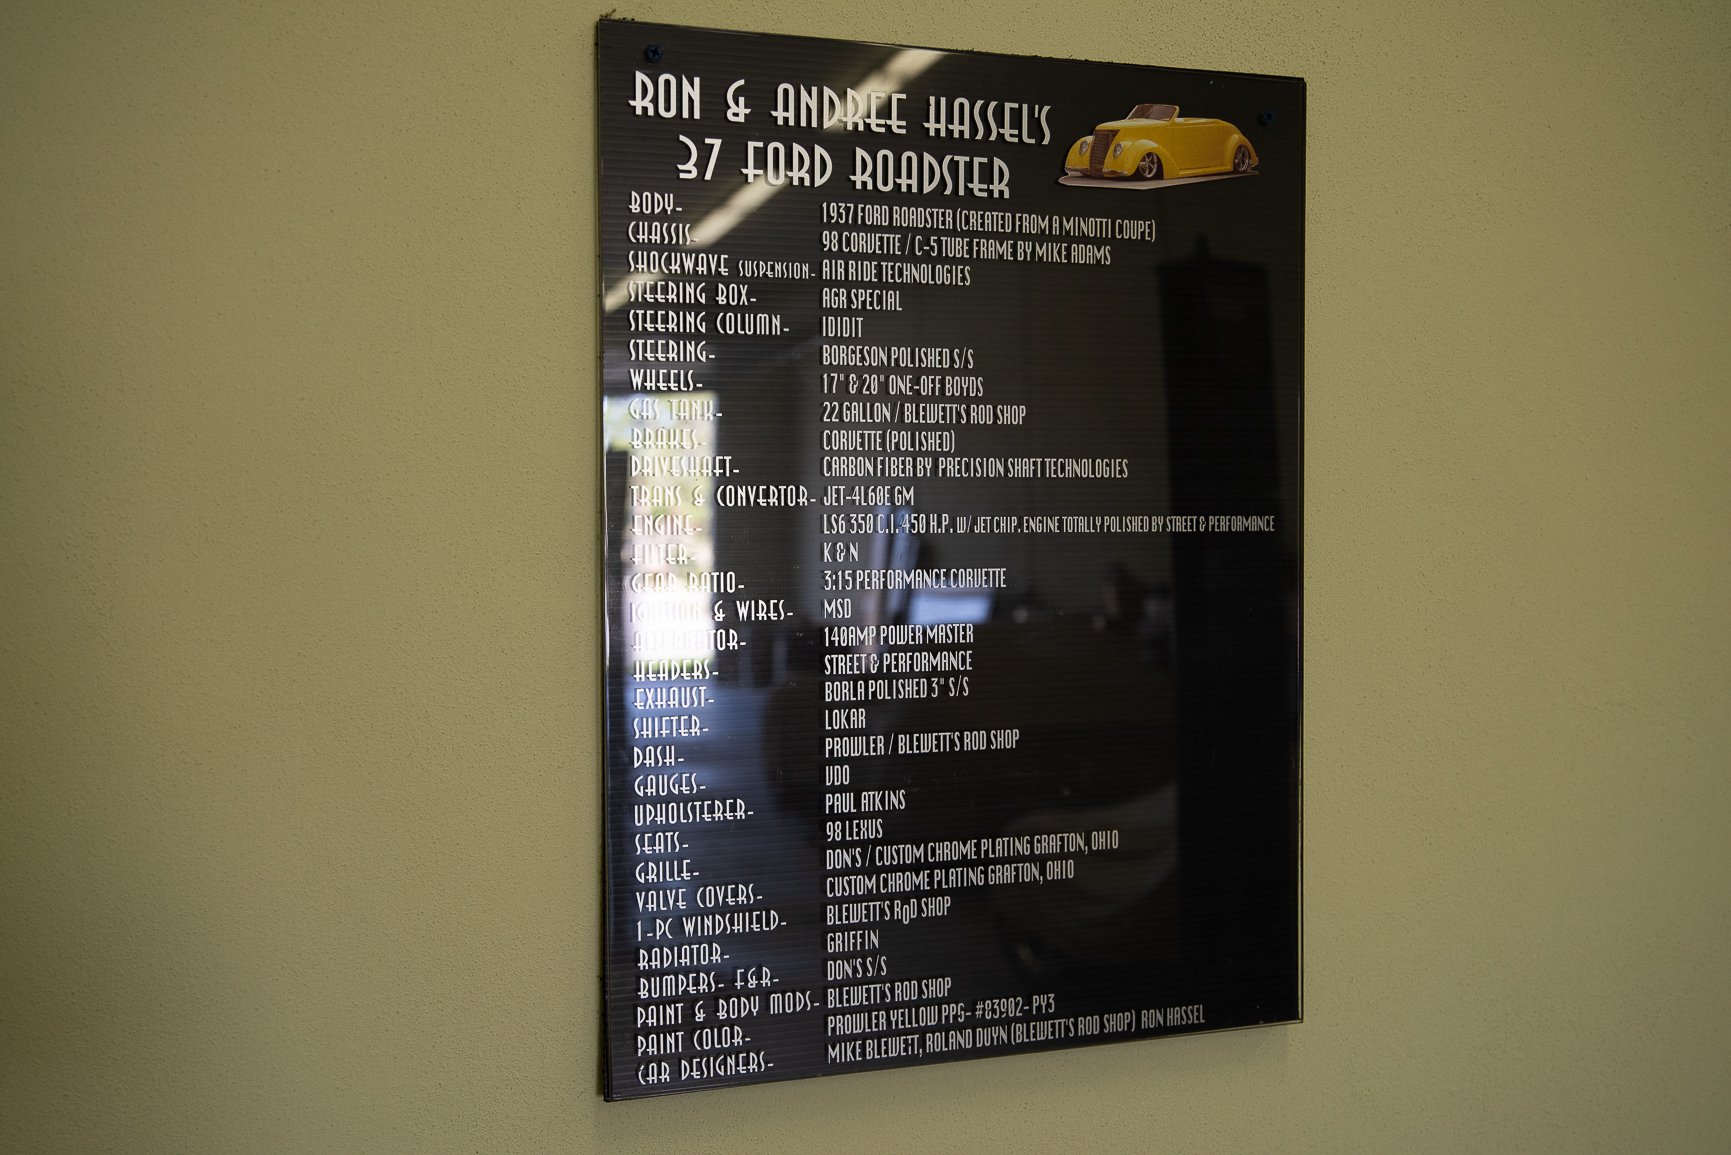 RON & ANDREE HASSEL'S
37 FORD ROADSTER
BODY- 1937 FORD ROADSTER (CREATED FROM A MINOTTI COUPE)
CHASSIS- 98 CORVETTE / C-5 TUBE FRAME BY MIKE ADAMS
SHOCKWAVE SUSPENSION- AIR RIDE TECHNOLOGIES
STEERING BOX- AGR SPECIAL
STEERING COLUMN- IDIDIT
STEERING- BORGESON POLISHED S/S
WHEELS- 17" & 20" ONE-OFF BOYDS
GAS TANK- 22 GALLON / BLEWETT'S ROD SHOP
BRAKES- CORVETTE (POLISHED)
DRIVESHAFT- CARBON FIBER BY PRECISION SHAFT TECHNOLOGIES
TRANS & CONVERTOR- JET-4L60E GM
ENGINE- LS6 350 C.I. 450 H.P. W/ JET CHIP. ENGINE TOTALLY POLISHED BY STREET & PERFORMANCE
FILTER- K & N
GEAR RATIO- 3:15 PERFORMANCE CORVETTE
IGNITION & WIRES- MSD
ALTERNATOR- 140AMP POWER MASTER
HEADERS- STREET & PERFORMANCE
EXHAUST- BORLA POLISHED 3" S/S
SHIFTER- LOKAR
DASH- PROWLER / BLEWETT'S ROD SHOP
GAUGES- VDO
UPHOLSTERER- PAUL ATKINS
SEATS- 98 LEXUS
GRILLE- DON'S / CUSTOM CHROME PLATING GRAFTON, OHIO
VALVE COVERS- CUSTOM CHROME PLATING GRAFTON, OHIO
1-PC WINDSHIELD- BLEWETT'S ROD SHOP
RADIATOR- GRIFFIN
BUMPERS- F&R- DON'S S/S
PAINT & BODY MODS- BLEWETT'S ROD SHOP
PAINT COLOR- PROWLER YELLOW PPG- #83902- PY3
CAR DESIGNERS- MIKE BLEWETT, ROLAND DUYN (BLEWETT'S ROD SHOP) RON HASSEL